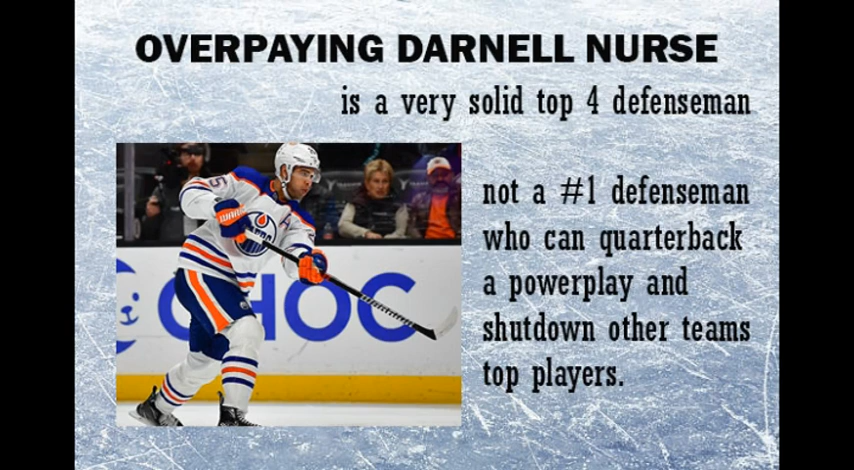 OVERPAYING DARNELL NURSE
is a very solid top 4 defenseman
not a #1 defenseman
who can quarterback
a powerplay and
shutdown other teams
top players.
CHOC